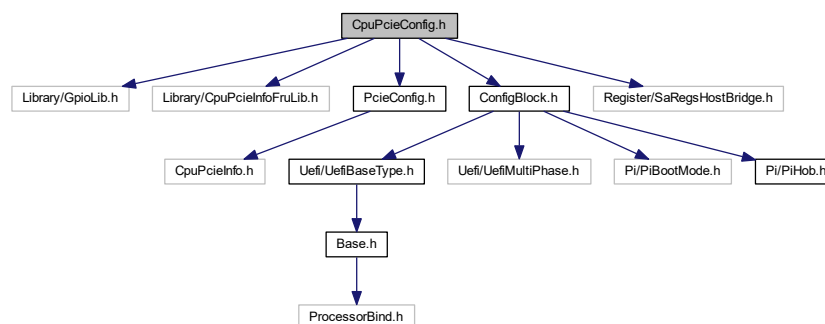 CpuPcieConfig.h
Library/GpioLib.h
Library/CpuPcieInfoFruLib.h
PcieConfig.h
ConfigBlock.h
Register/SaRegsHostBridge.h
CpuPcieInfo.h
Uefi/UefiBaseType.h
Uefi/UefiMultiPhase.h
Pi/PiBootMode.h
Pi/PiHob.h
Base.h
ProcessorBind.h